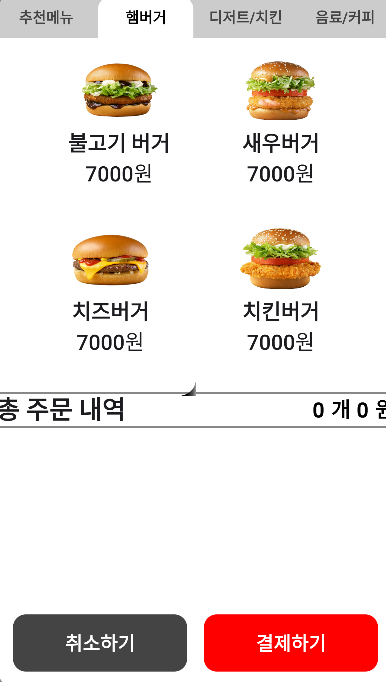 추천메뉴 햄버거 디저트/치킨 음료/커피
불고기 버거 새우버거
7000원 7000원
치즈버거 치킨버거
7000원 7000원
총 주문 내역 0 개 0 원
취소하기 결제하기